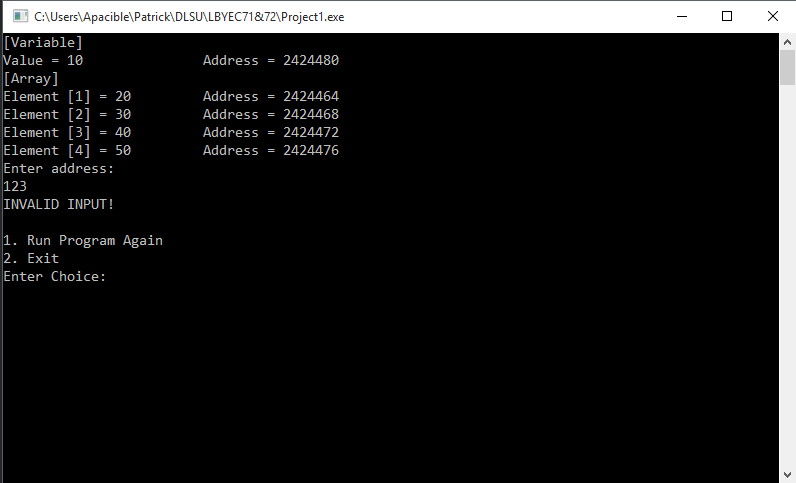 C:\Users\Apacible\Patrick\DLSU\LBYEC71&72\Project1.exe
[Variable]
Value = 10 Address = 2424480
[Array]
Element [1] = 20 Address = 2424464
Element [2] = 30 Address = 2424468
Element [3] = 40 Address = 2424472
Element [4] = 50 Address = 2424476
Enter address:
123
INVALID INPUT!
1. Run Program Again
2. Exit
Enter Choice: